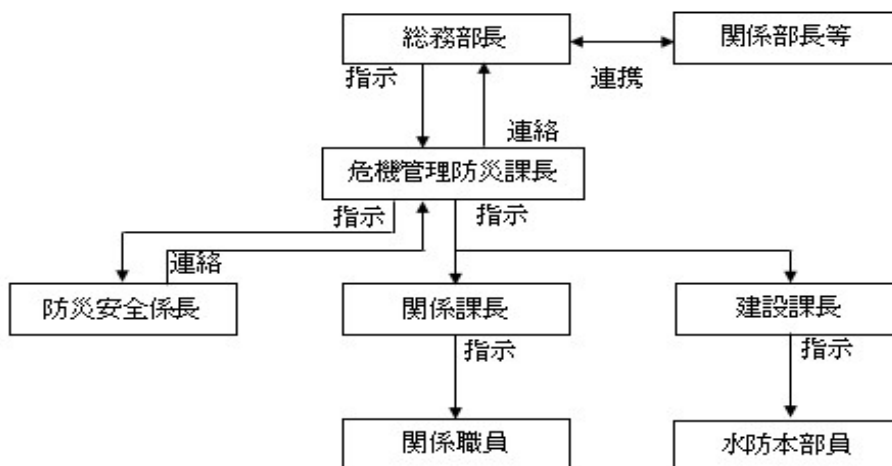 総務部長
関係部長等
指示
連携
連絡
危機管理防災課長
指示
指示
連絡
防災安全係長
関係課長
建設課長
指示
指示
関係職員
水防本部員